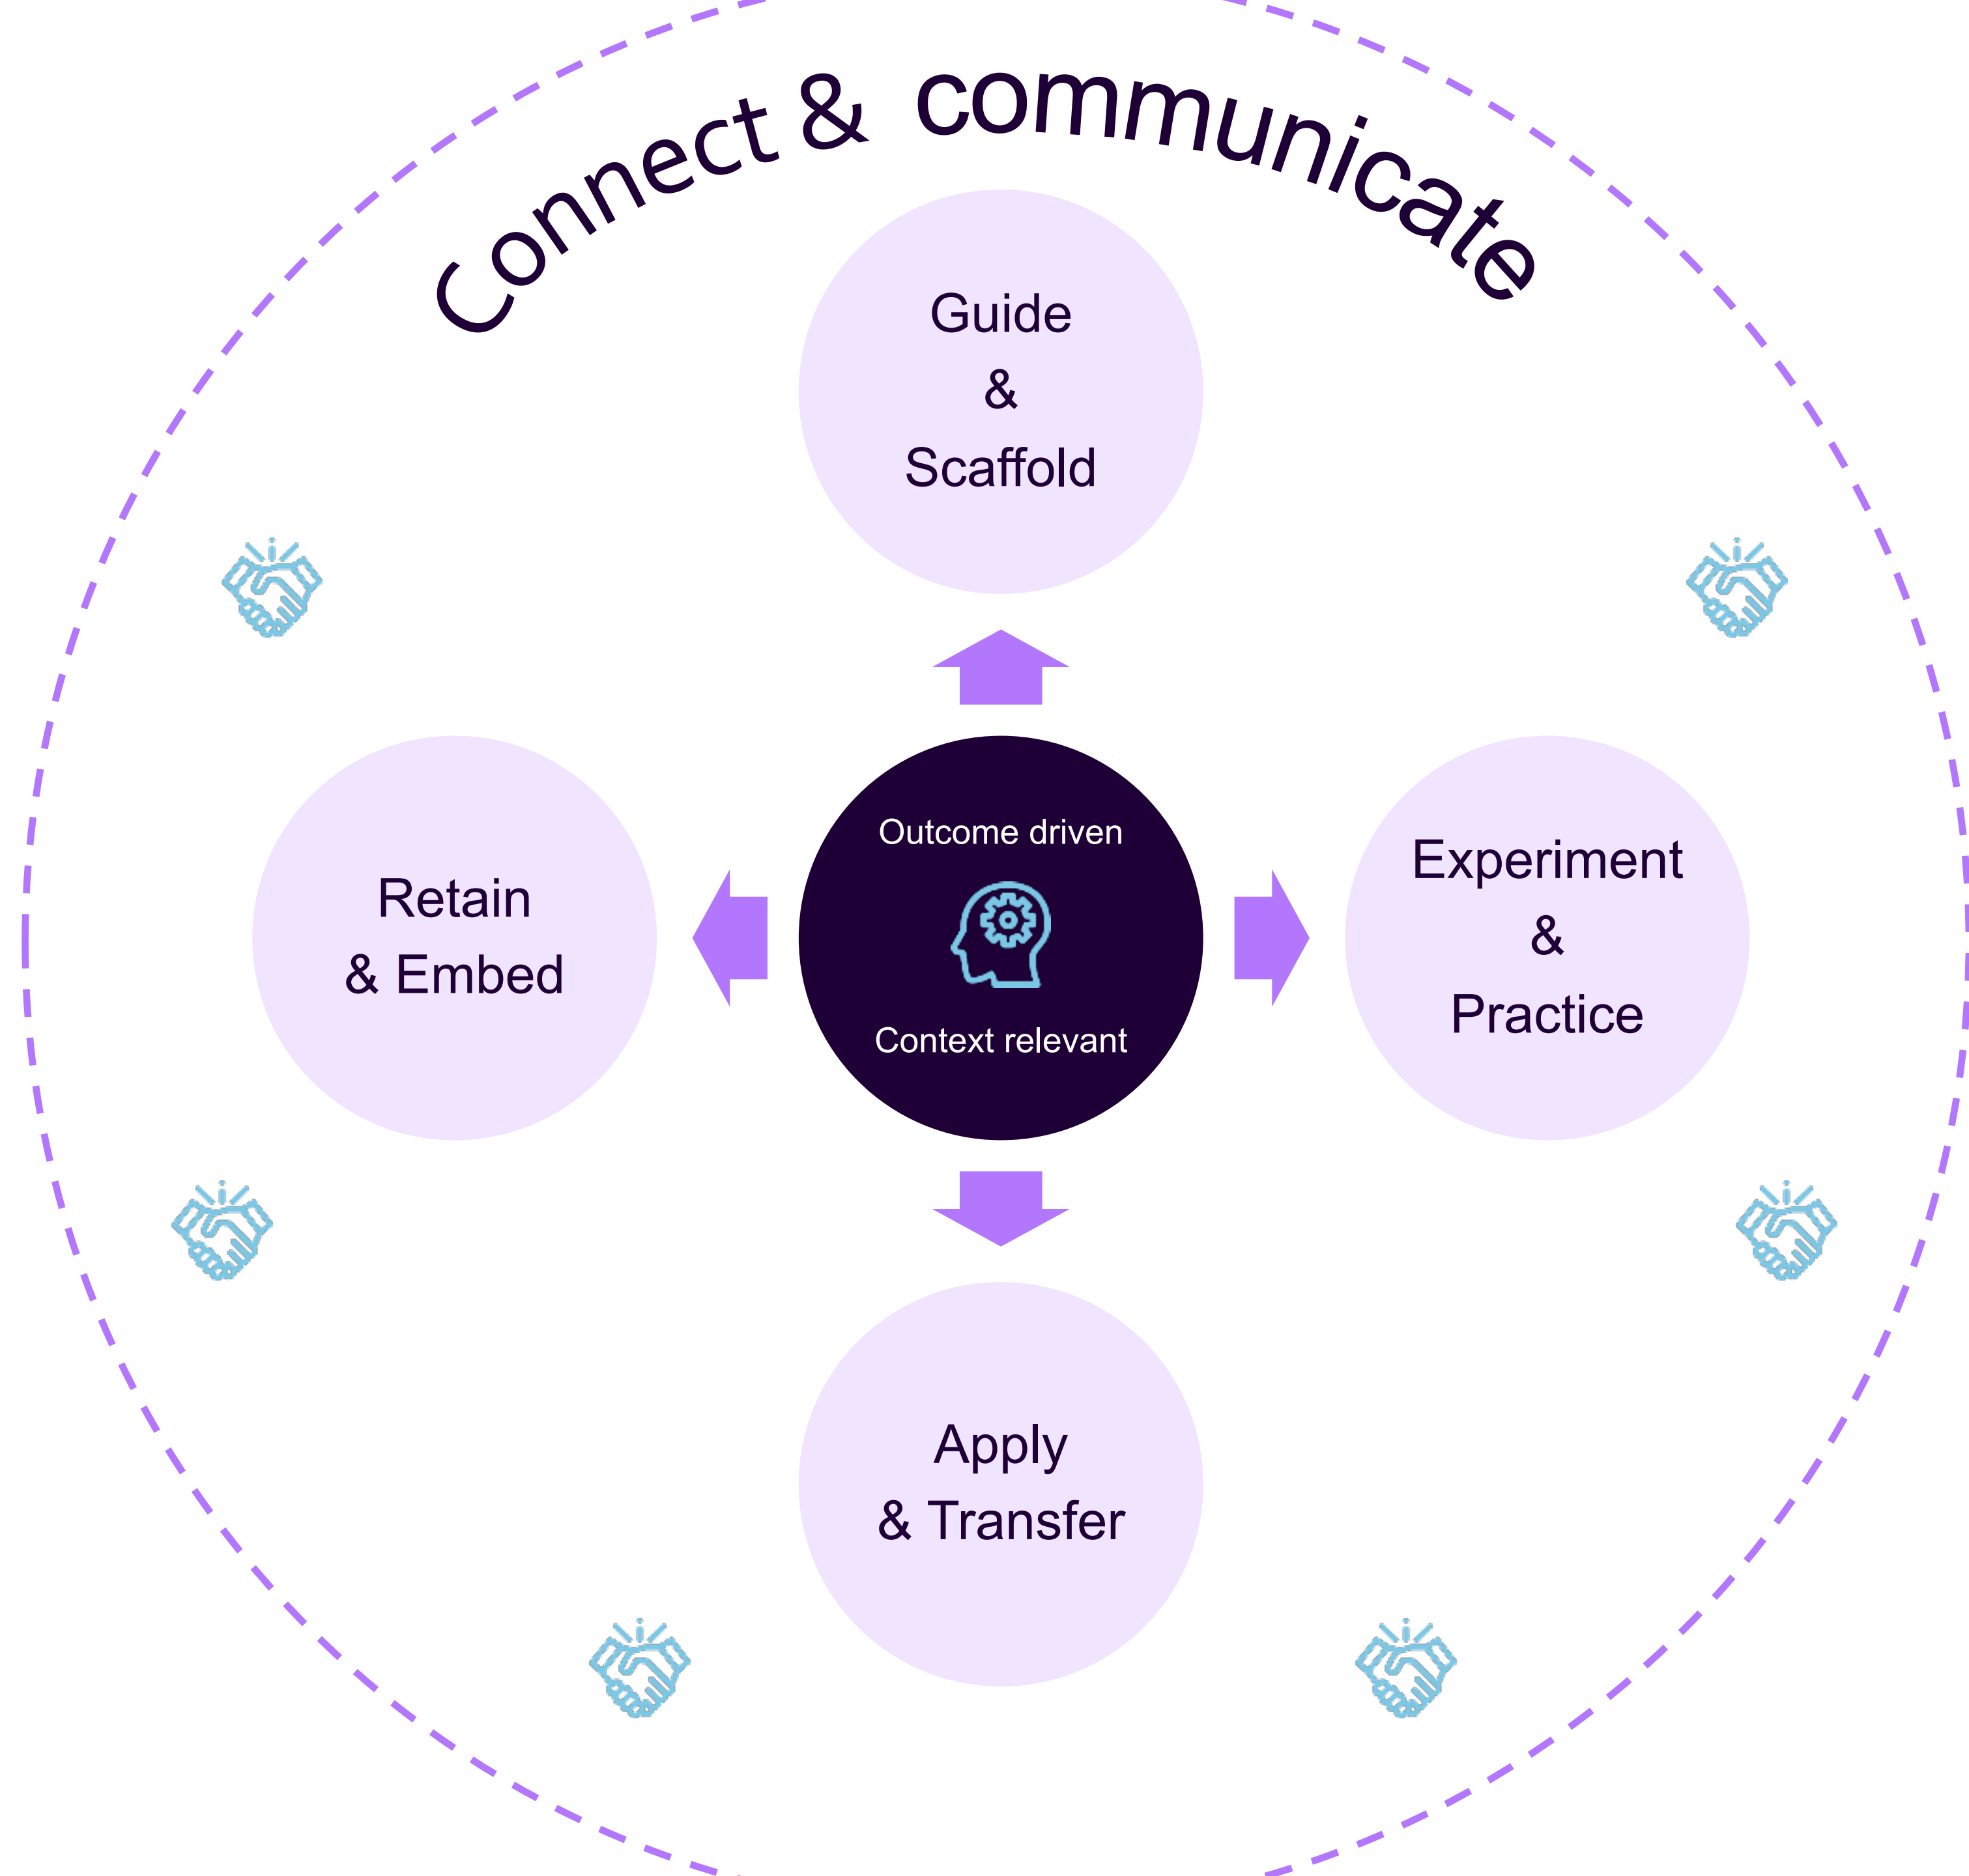 Connect & communicate
Guide
&
Scaffold
Retain
& Embed
Outcome driven
Context relevant
Experiment
&
Practice
Apply
& Transfer